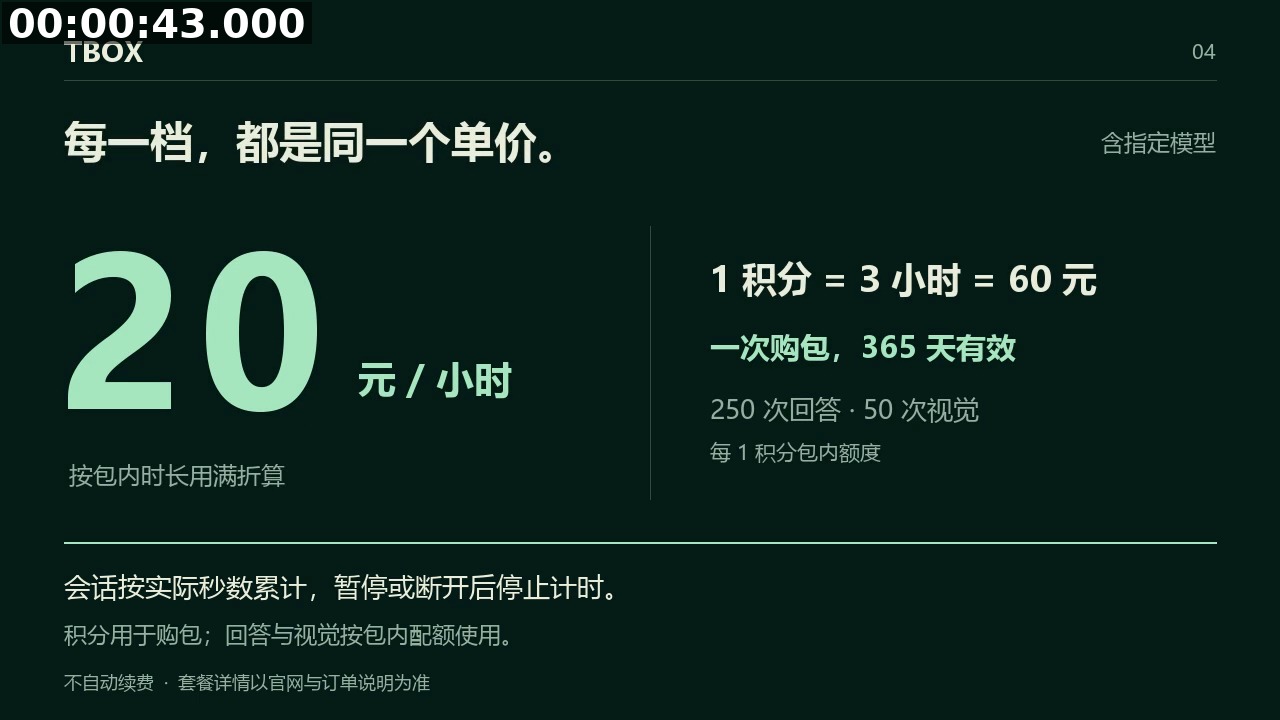 00:00:43.000
TBOX
04
每一档，都是同一个单价。
含指定模型
20 元 / 小时
按包内时长用满折算
1 积分 = 3 小时 = 60 元
一次购包，365 天有效
250 次回答 · 50 次视觉
每 1 积分包内额度
会话按实际秒数累计，暂停或断开后停止计时。
积分用于购包；回答与视觉按包内配额使用。
不自动续费 · 套餐详情以官网与订单说明为准